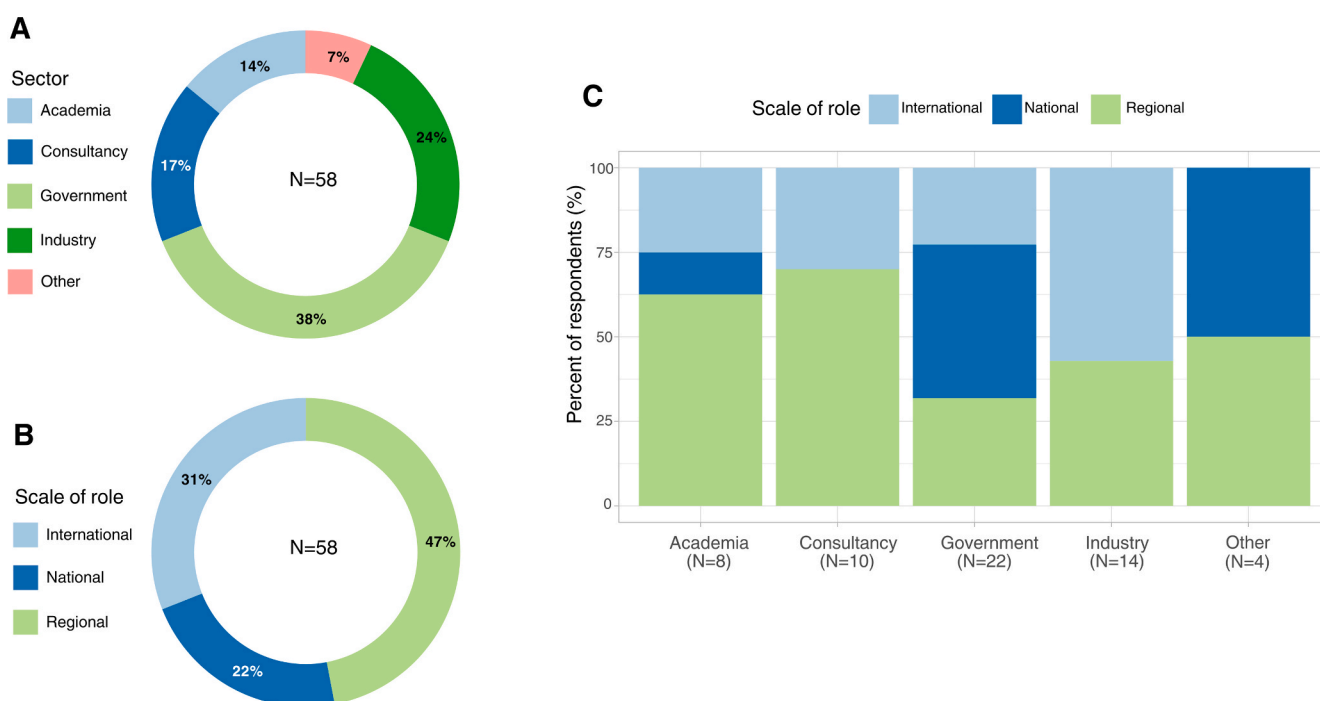 A
Sector
Academia
Consultancy
Government
Industry
Other
14%
7%
17%
24%
38%
N=58
B
Scale of role
International
National
Regional
31%
47%
22%
N=58
C
Scale of role International National Regional
Percent of respondents (%)
100
75
50
25
0
Academia Consultancy Government Industry Other
(N=8) (N=10) (N=22) (N=14) (N=4)